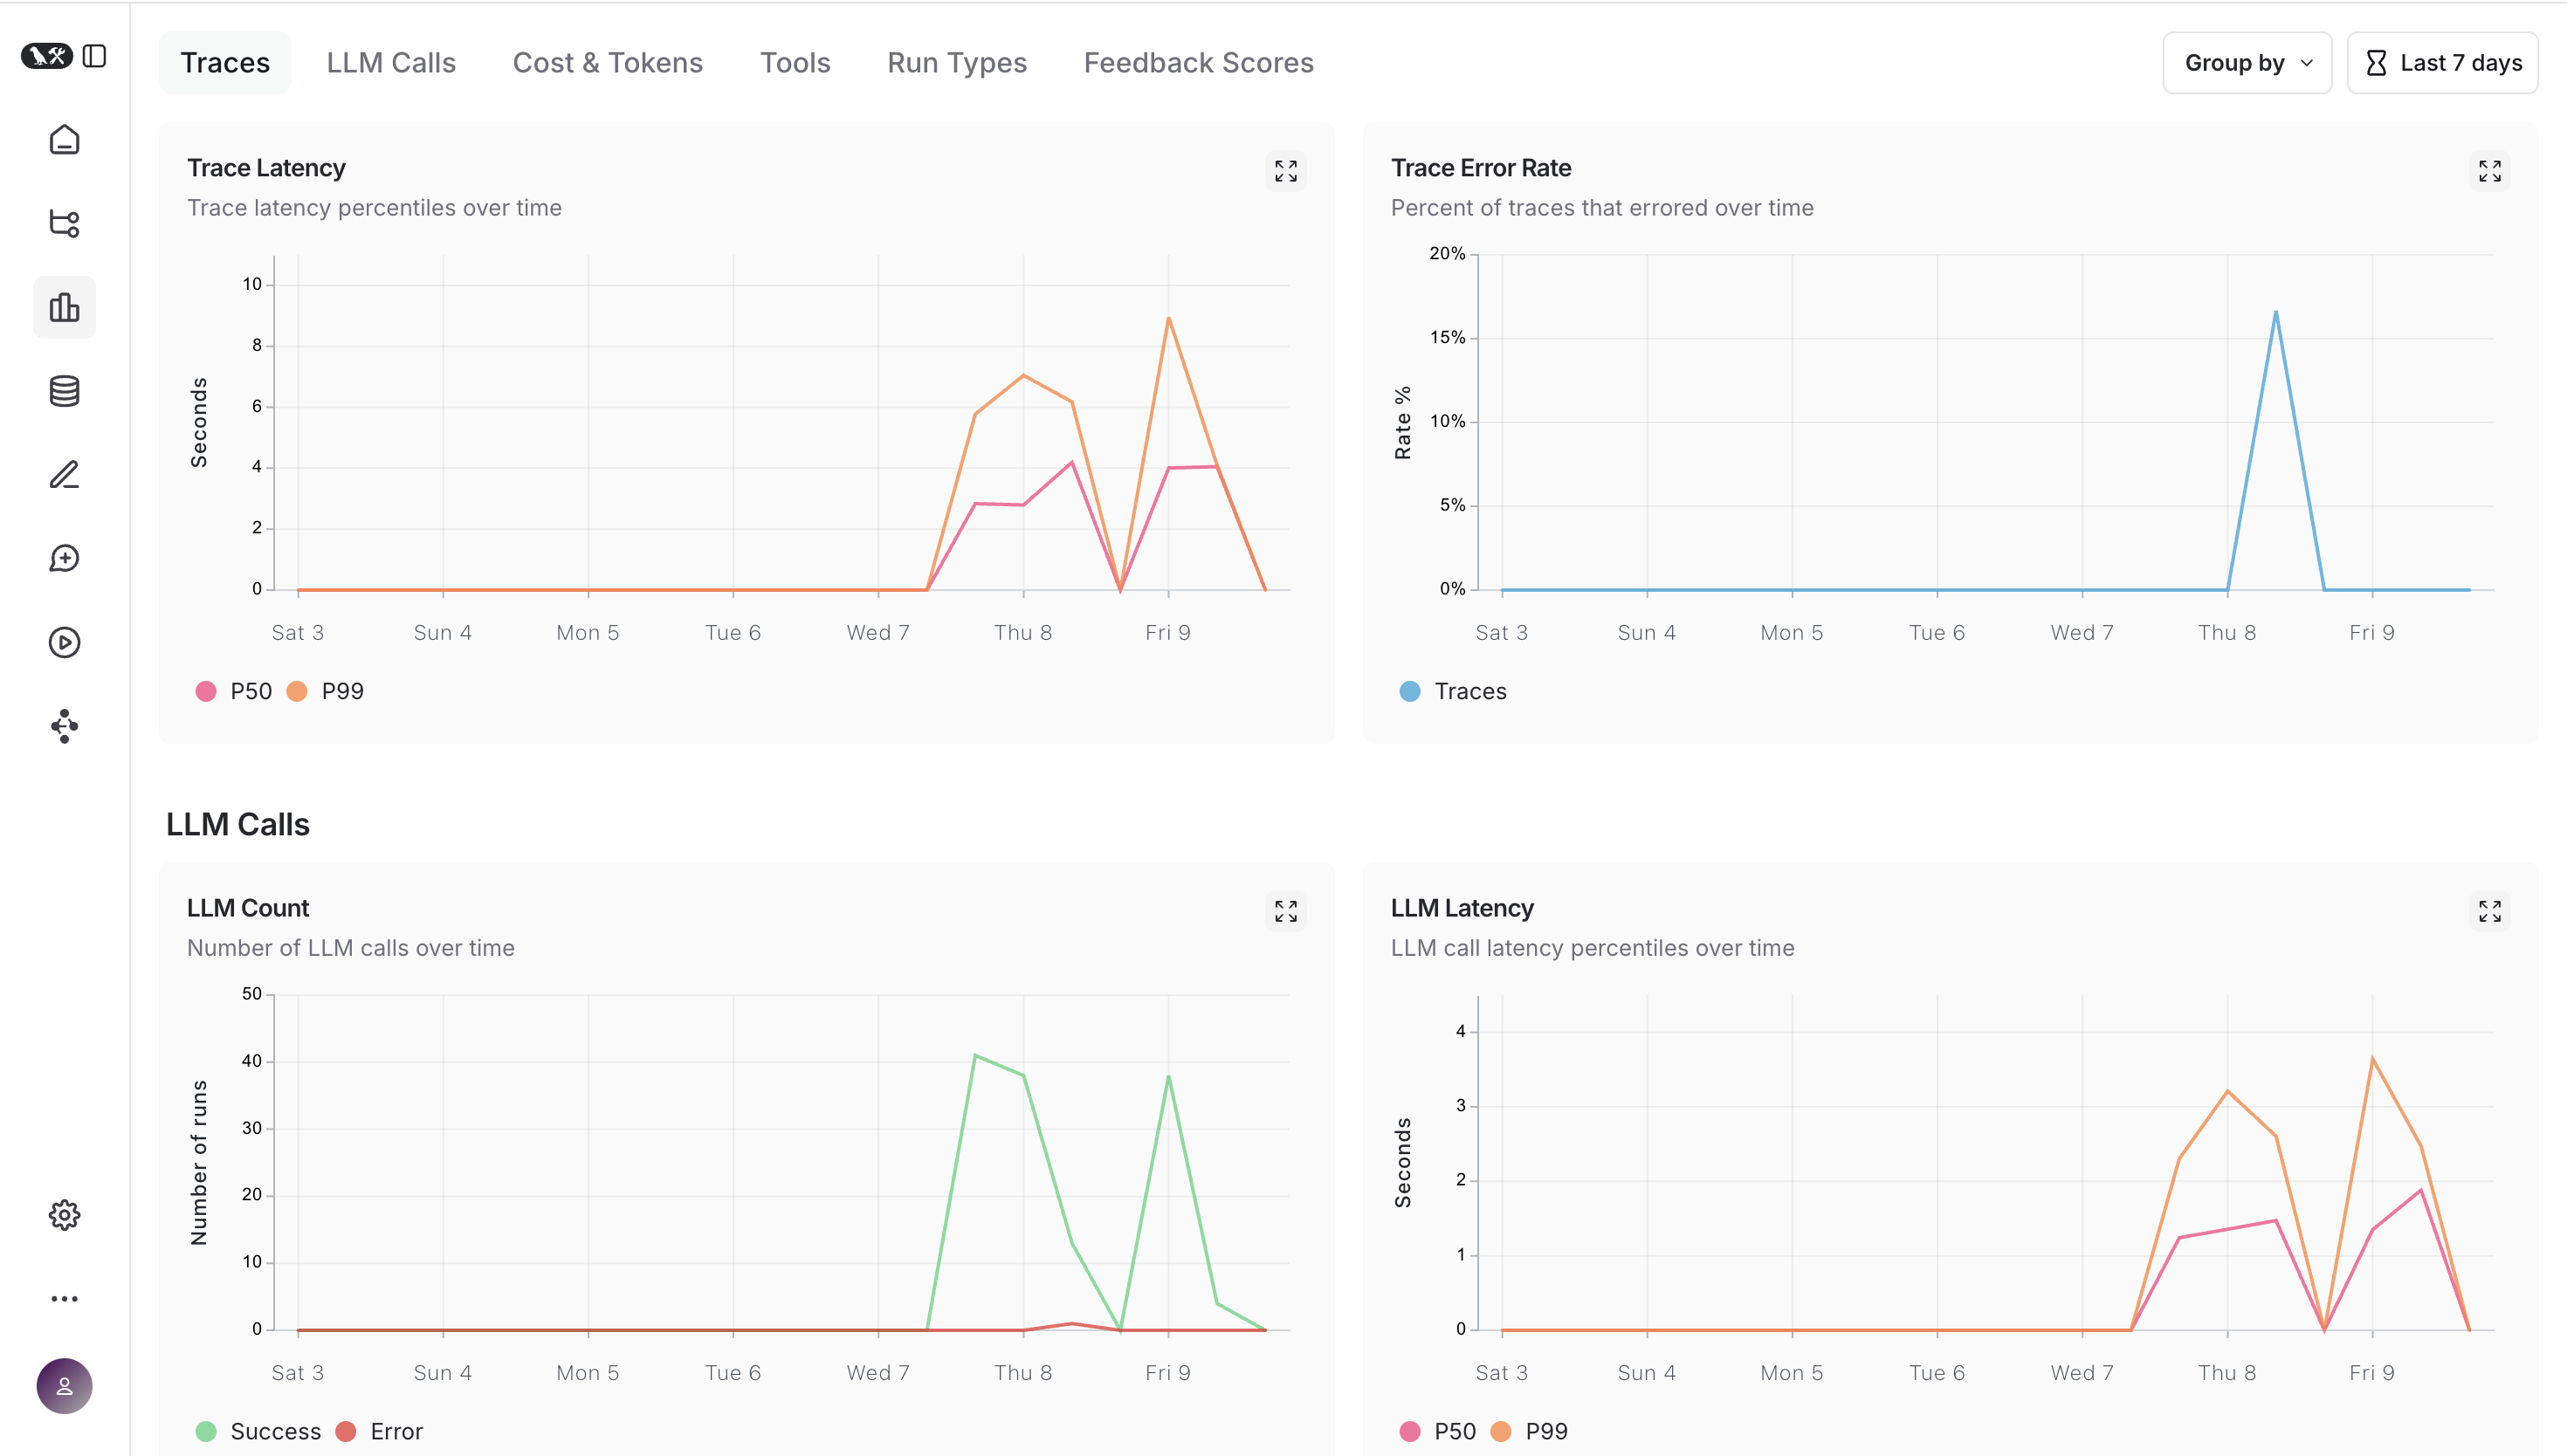 Traces LLM Calls Cost & Tokens Tools Run Types Feedback Scores Group by Last 7 days
Trace Latency
Trace latency percentiles over time
Seconds
10
8
6
4
2
0
Sat 3 Sun 4 Mon 5 Tue 6 Wed 7 Thu 8 Fri 9
P50 P99
Trace Error Rate
Percent of traces that errored over time
Rate %
20%
15%
10%
5%
0%
Sat 3 Sun 4 Mon 5 Tue 6 Wed 7 Thu 8 Fri 9
Traces
LLM Calls
LLM Count
Number of LLM calls over time
Number of runs
50
40
30
20
10
0
Sat 3 Sun 4 Mon 5 Tue 6 Wed 7 Thu 8 Fri 9
Success Error
LLM Latency
LLM call latency percentiles over time
Seconds
4
3
2
1
0
Sat 3 Sun 4 Mon 5 Tue 6 Wed 7 Thu 8 Fri 9
P50 P99